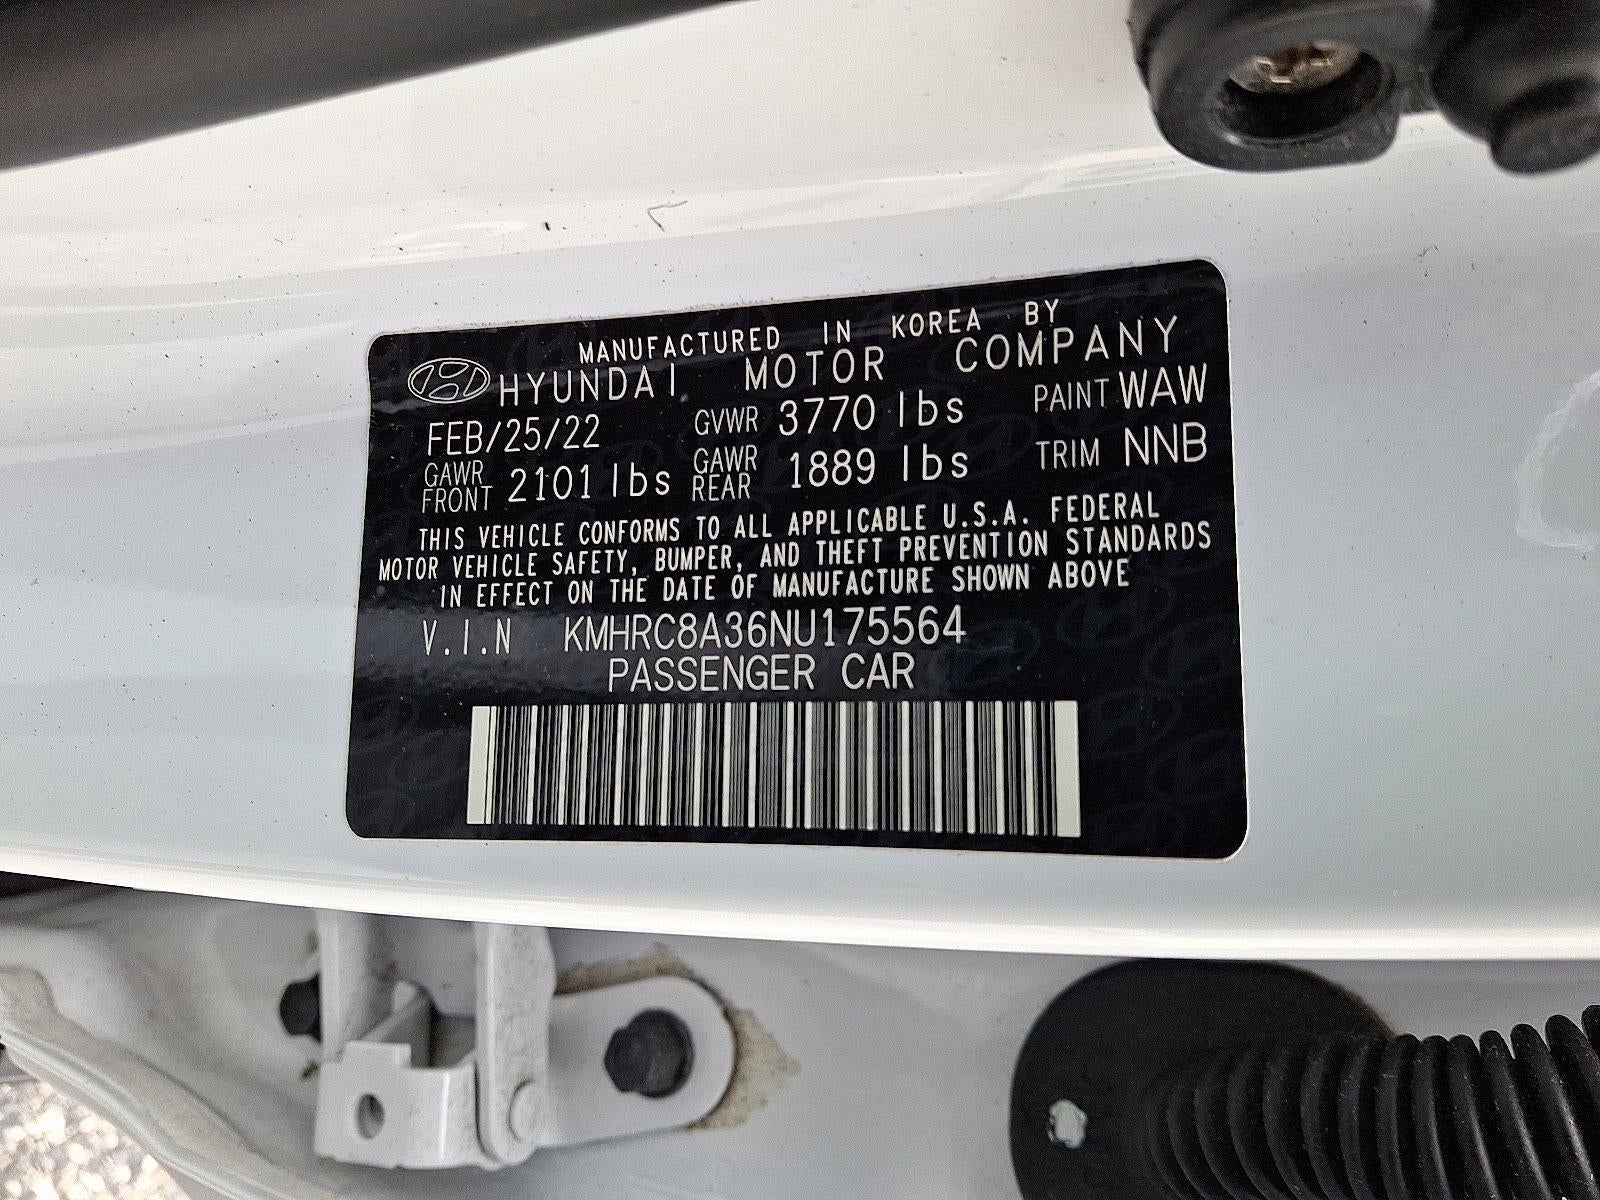 MANUFACTURED IN KOREA BY
HYUNDAI MOTOR COMPANY
FEB/25/22 GVWR 3770 lbs PAINT WAW
GAWR FRONT 2101 lbs GAWR REAR 1889 lbs TRIM NNB
THIS VEHICLE CONFORMS TO ALL APPLICABLE U.S.A. FEDERAL
MOTOR VEHICLE SAFETY, BUMPER, AND THEFT PREVENTION STANDARDS
IN EFFECT ON THE DATE OF MANUFACTURE SHOWN ABOVE
V.I.N KMHRC8A36NU175564
PASSENGER CAR